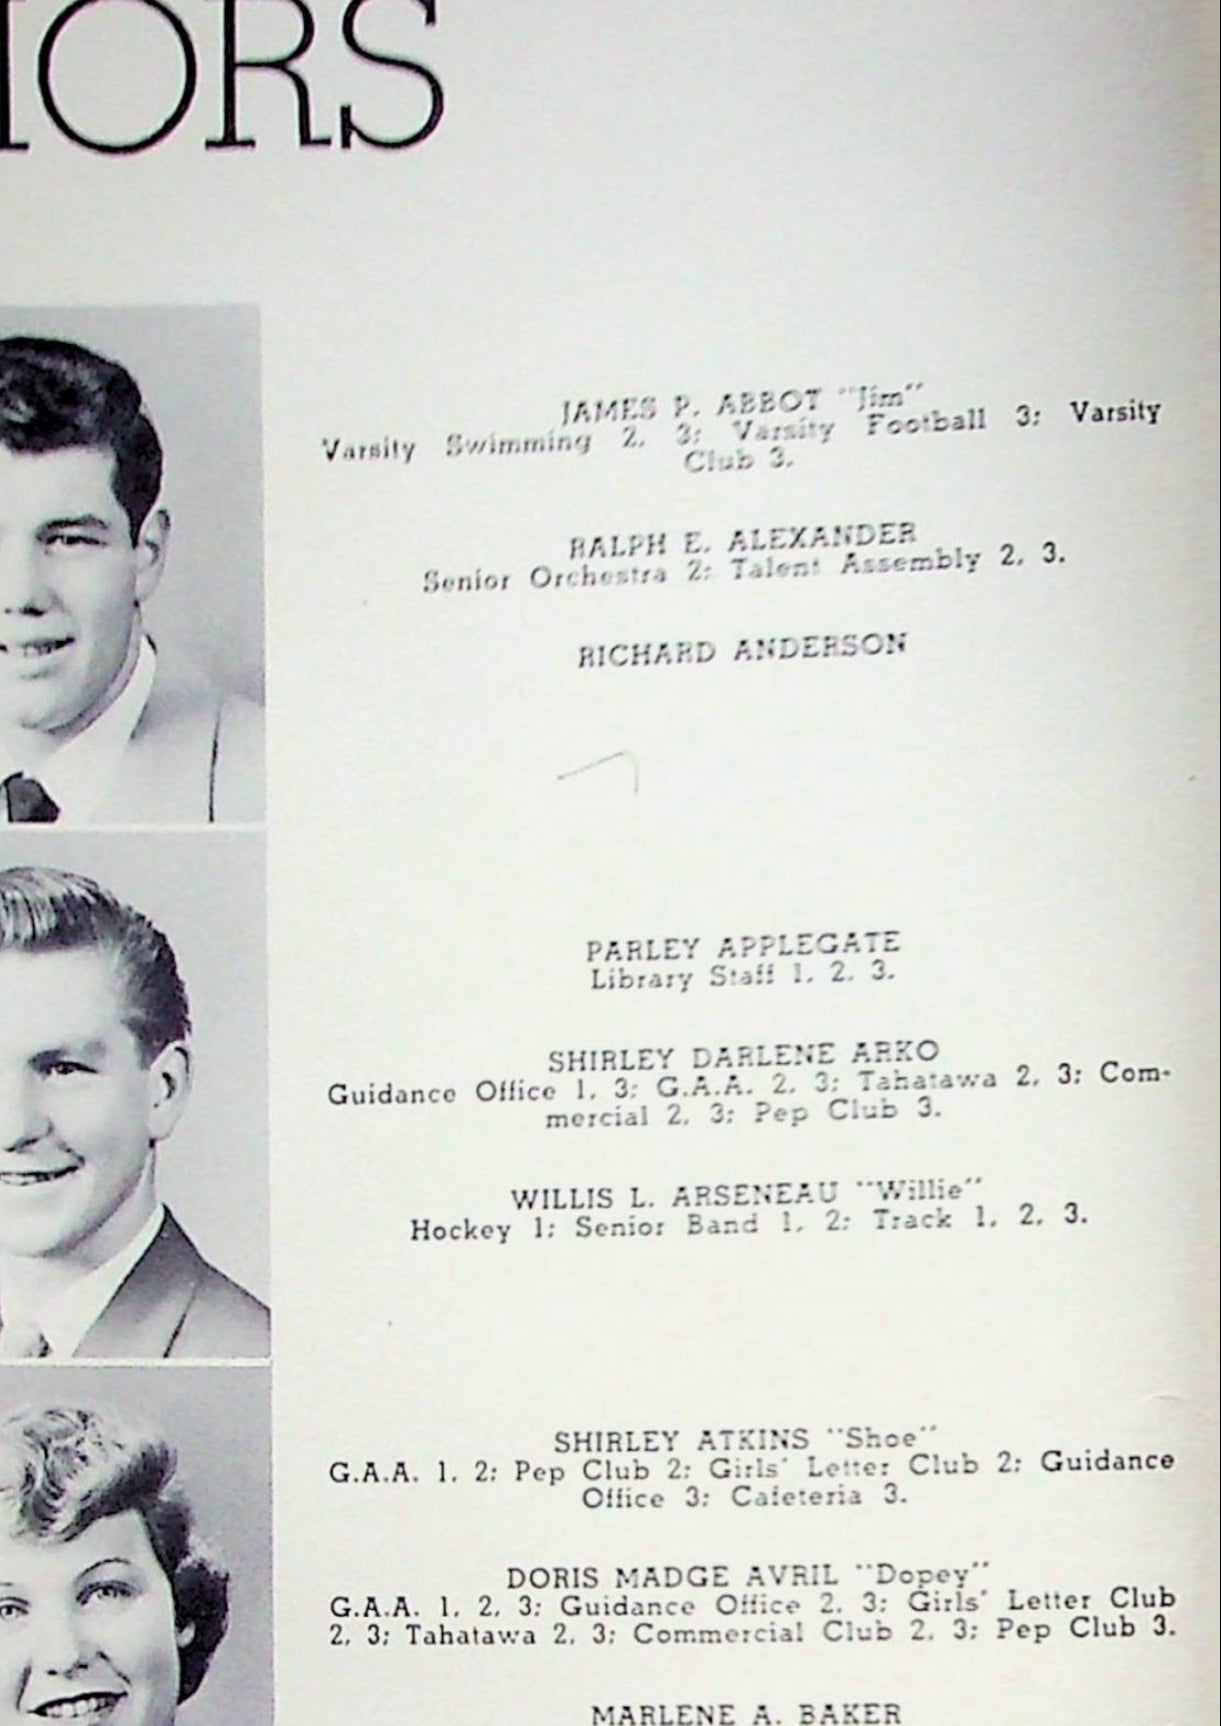 IORS
JAMES P. ABBOT "Jim"
Varsity Swimming 2, 3; Varsity Football 3; Varsity
Club 3.
RALPH E. ALEXANDER
Senior Orchestra 2; Talent Assembly 2, 3.
RICHARD ANDERSON
PARLEY APPLEGATE
Library Staff 1, 2, 3.
SHIRLEY DARLENE ARKO
Guidance Office 1, 3; G.A.A. 2, 3; Tahatawa 2, 3; Com-
mercial 2, 3; Pep Club 3.
WILLIS L. ARSENEAU "Willie"
Hockey 1; Senior Band 1, 2; Track 1, 2, 3.
SHIRLEY ATKINS "Shoe"
G.A.A. 1, 2; Pep Club 2; Girls' Letter Club 2; Guidance
Office 3; Cafeteria 3.
DORIS MADGE AVRIL "Dopey"
G.A.A. 1, 2, 3; Guidance Office 2, 3; Girls' Letter Club
2, 3; Tahatawa 2, 3; Commercial Club 2, 3; Pep Club 3.
MARLENE A. BAKER